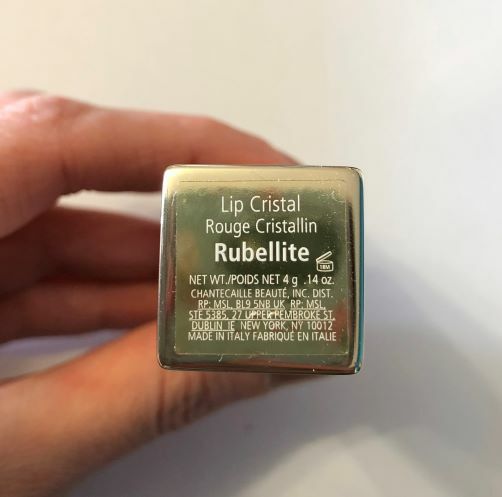 Lip Cristal
Rouge Cristallin
Rubellite
18M
NET WT./POIDS NET 4 g .14 oz.
CHANTECAILLE BEAUTÉ, INC. DIST.
RP: MSL, BL9 5NB UK RP: MSL,
STE 5385, 27 UPPER PEMBROKE ST.
DUBLIN IE NEW YORK, NY 10012
MADE IN ITALY FABRIQUÉ EN ITALIE